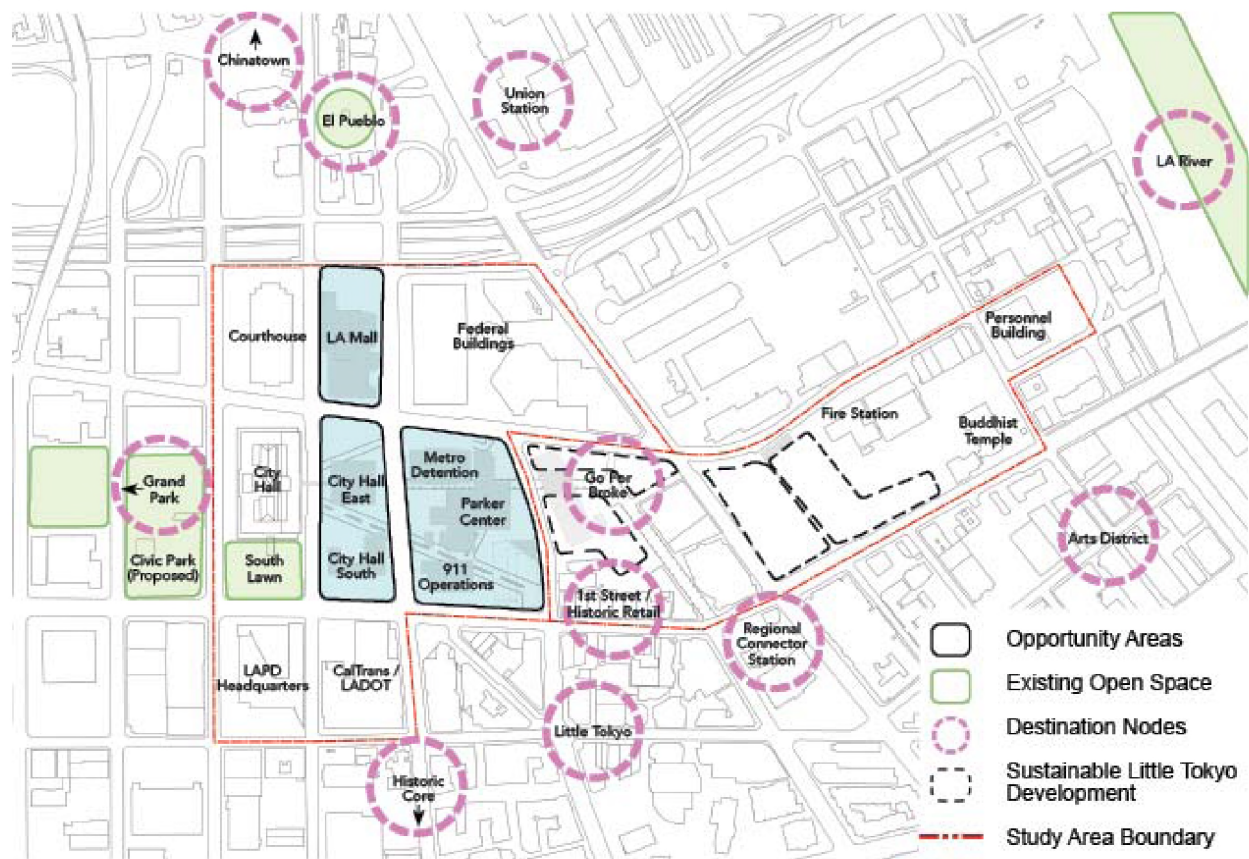 Chinatown
El Pueblo
Union
Station
LA River
Courthouse
LA Mall
Federal
Buildings
Personnel
Building
Fire Station
Buddhist
Temple
Metro
Detention
Go For
Broke
Grand
Park
City
Hall
City Hall
East
Parker
Center
Arts District
Civic Park
(Proposed)
South
Lawn
City Hall
South
911
Operations
1st Street /
Historic Retail
Regional
Connector
Station
LAPD
Headquarters
CalTrans /
LADOT
Little Tokyo
Historic
Core
Opportunity Areas
Existing Open Space
Destination Nodes
Sustainable Little Tokyo
Development
Study Area Boundary